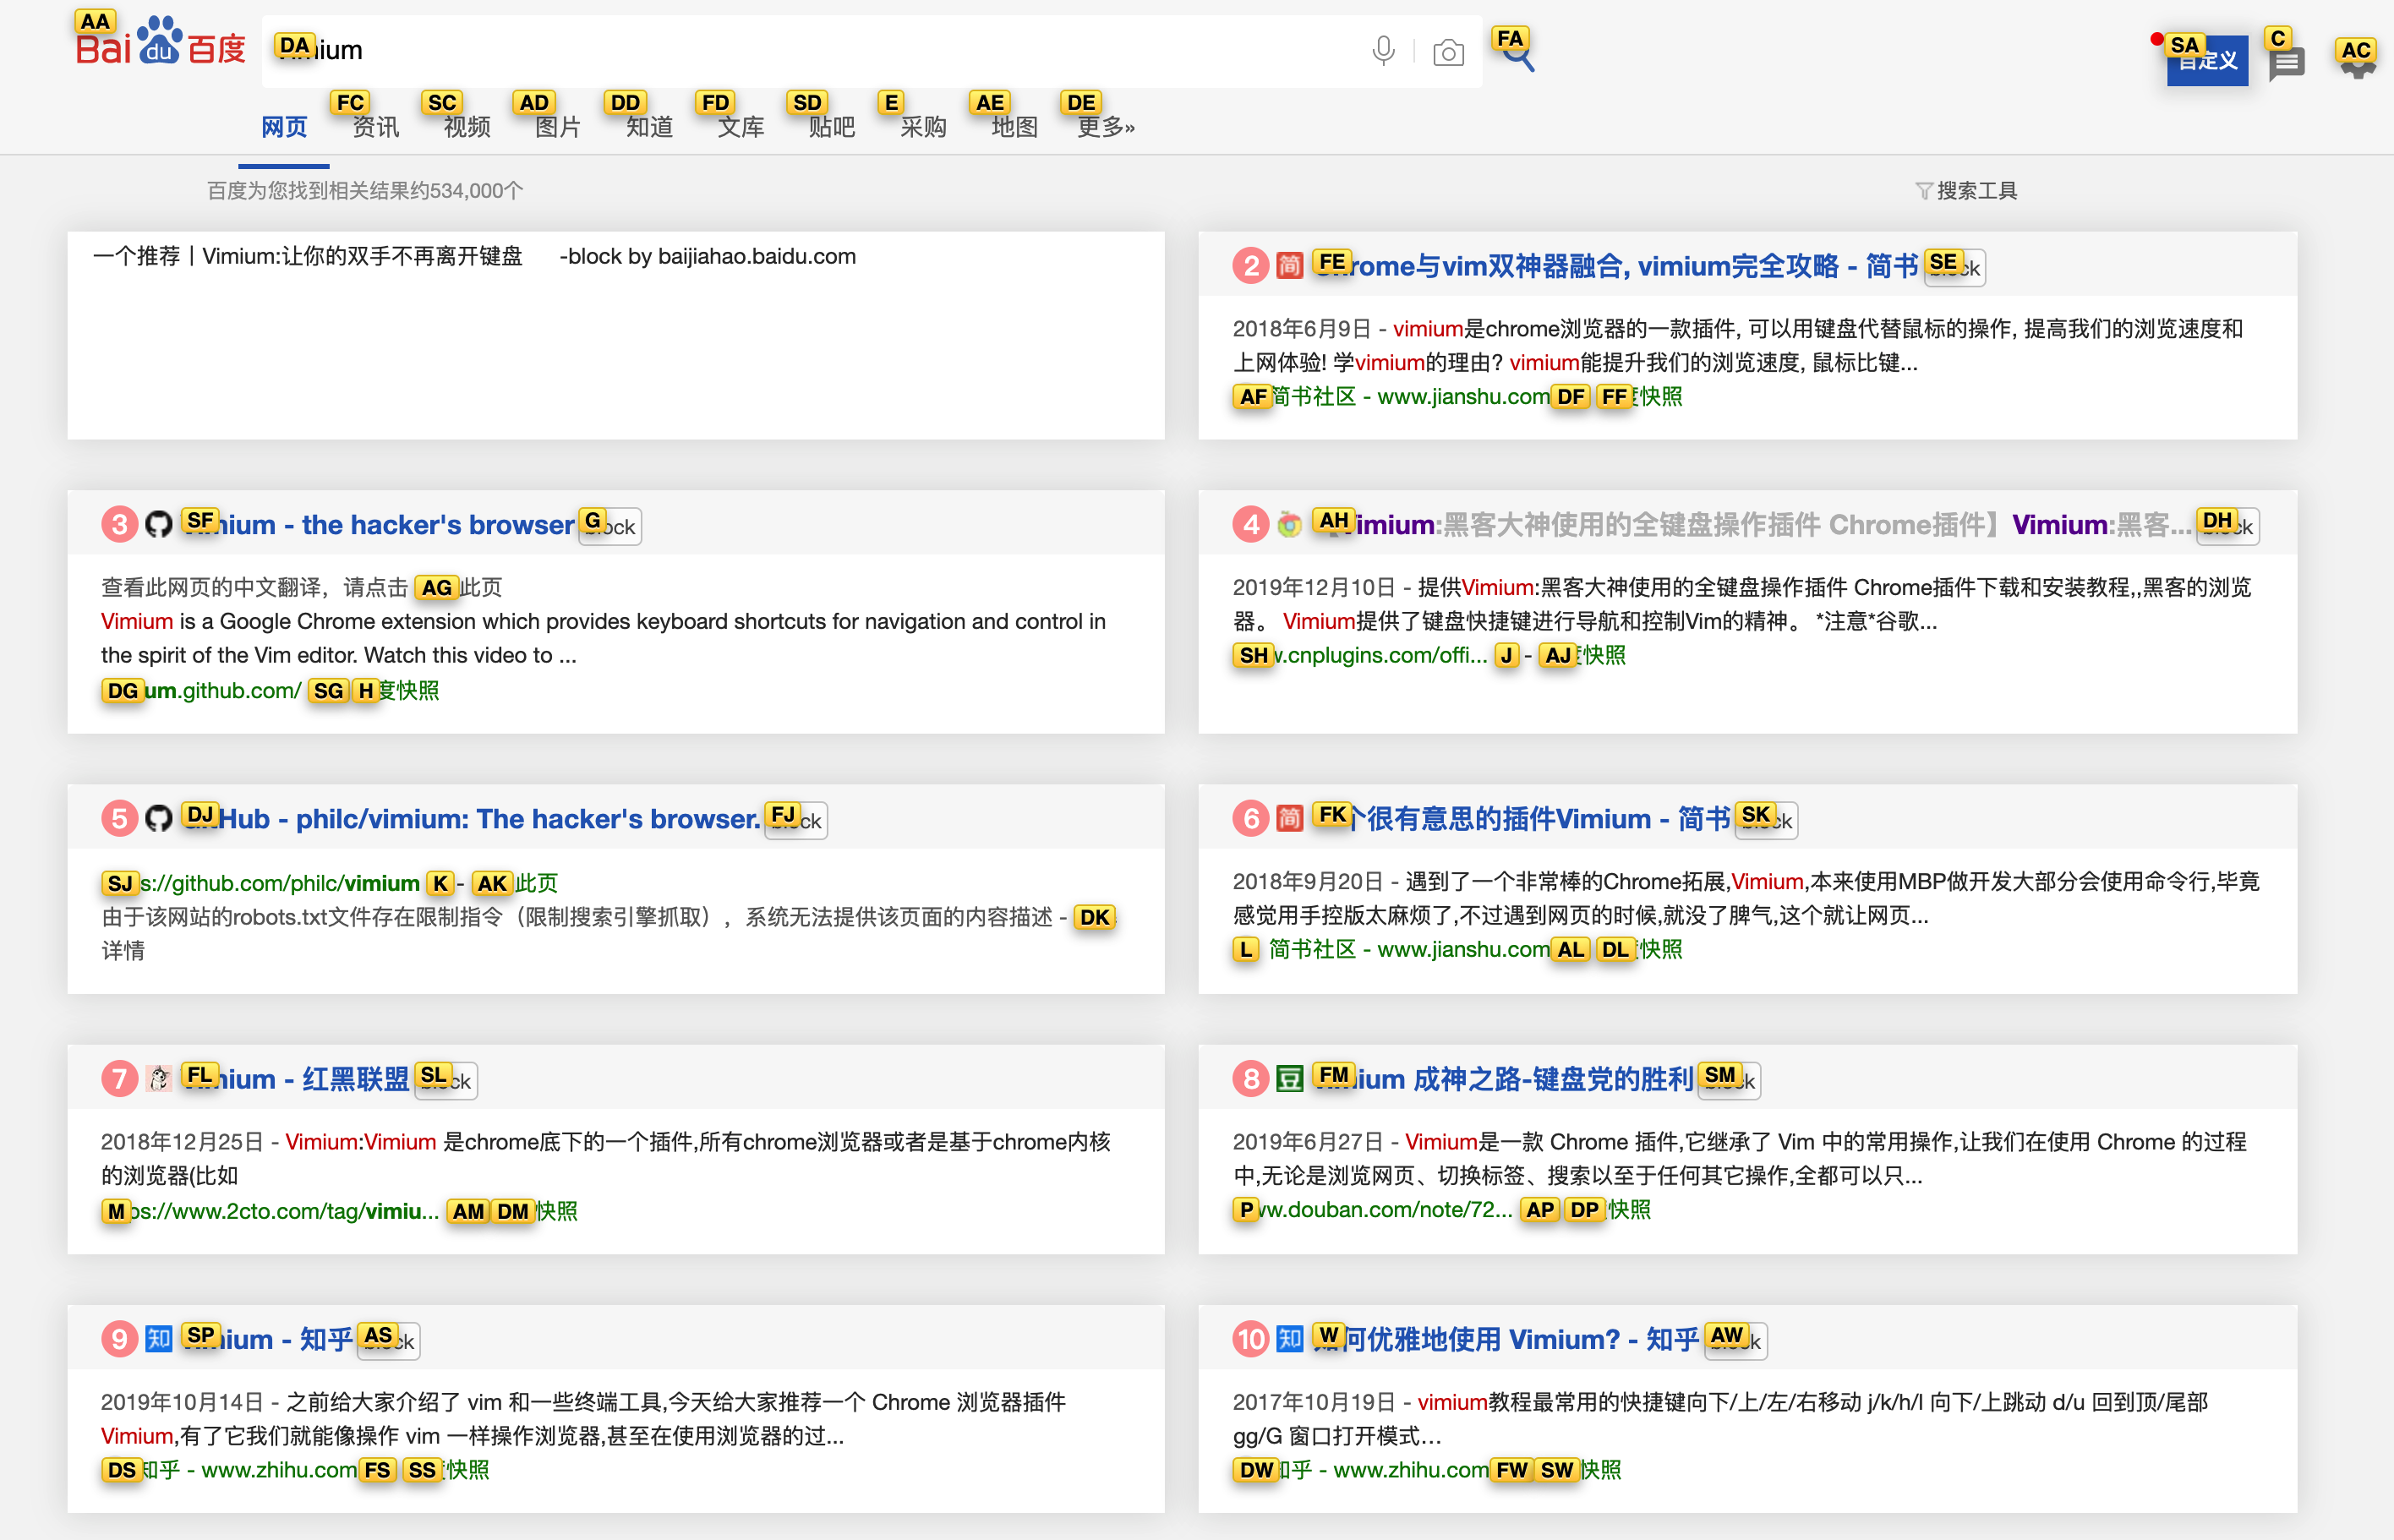 AA
Bai du 百度
DA mium
FA
SA 自定义
C
AC
网页 FC 资讯 SC 视频 AD 图片 DD 知道 FD 文库 SD 贴吧 E 采购 AE 地图 DE 更多»
百度为您找到相关结果约534,000个
搜索工具
一个推荐丨Vimium:让你的双手不再离开键盘 -block by baijiahao.baidu.com
2 简 FE Chrome与vim双神器融合, vimium完全攻略 - 简书 SE block
2018年6月9日 - vimium是chrome浏览器的一款插件, 可以用键盘代替鼠标的操作, 提高我们的浏览速度和
上网体验! 学vimium的理由? vimium能提升我们的浏览速度, 鼠标比键...
AF 简书社区 - www.jianshu.com DF FF 度快照
3 SF Vimium - the hacker's browser G block
查看此网页的中文翻译，请点击 AG 此页
Vimium is a Google Chrome extension which provides keyboard shortcuts for navigation and control in
the spirit of the Vim editor. Watch this video to ...
DG um.github.com/ SG H 度快照
4 AH 【Vimium:黑客大神使用的全键盘操作插件 Chrome插件】Vimium:黑客... DH block
2019年12月10日 - 提供Vimium:黑客大神使用的全键盘操作插件 Chrome插件下载和安装教程,,黑客的浏览
器。 Vimium提供了键盘快捷键进行导航和控制Vim的精神。 *注意*谷歌...
SH w.cnplugins.com/offi... J - AJ 度快照
5 DJ GitHub - philc/vimium: The hacker's browser. FJ block
SJ s://github.com/philc/vimium K - AK 此页
由于该网站的robots.txt文件存在限制指令（限制搜索引擎抓取），系统无法提供该页面的内容描述 - DK
详情
6 简 FK 个很有意思的插件Vimium - 简书 SK block
2018年9月20日 - 遇到了一个非常棒的Chrome拓展,Vimium,本来使用MBP做开发大部分会使用命令行,毕竟
感觉用手控版太麻烦了,不过遇到网页的时候,就没了脾气,这个就让网页...
L 简书社区 - www.jianshu.com AL DL 快照
7 FL Vimium - 红黑联盟 SL block
2018年12月25日 - Vimium:Vimium 是chrome底下的一个插件,所有chrome浏览器或者是基于chrome内核
的浏览器(比如
M ps://www.2cto.com/tag/vimiu... AM DM 快照
8 豆 FM Vimium 成神之路-键盘党的胜利 SM block
2019年6月27日 - Vimium是一款 Chrome 插件,它继承了 Vim 中的常用操作,让我们在使用 Chrome 的过程
中,无论是浏览网页、切换标签、搜索以至于任何其它操作,全都可以只...
P vw.douban.com/note/72... AP DP 快照
9 知 SP Vimium - 知乎 AS block
2019年10月14日 - 之前给大家介绍了 vim 和一些终端工具,今天给大家推荐一个 Chrome 浏览器插件
Vimium,有了它我们就能像操作 vim 一样操作浏览器,甚至在使用浏览器的过...
DS 知乎 - www.zhihu.com FS SS 快照
10 知 W 如何优雅地使用 Vimium? - 知乎 AW block
2017年10月19日 - vimium教程最常用的快捷键向下/上/左/右移动 j/k/h/l 向下/上跳动 d/u 回到顶/尾部
gg/G 窗口打开模式…
DW 知乎 - www.zhihu.com FW SW 快照